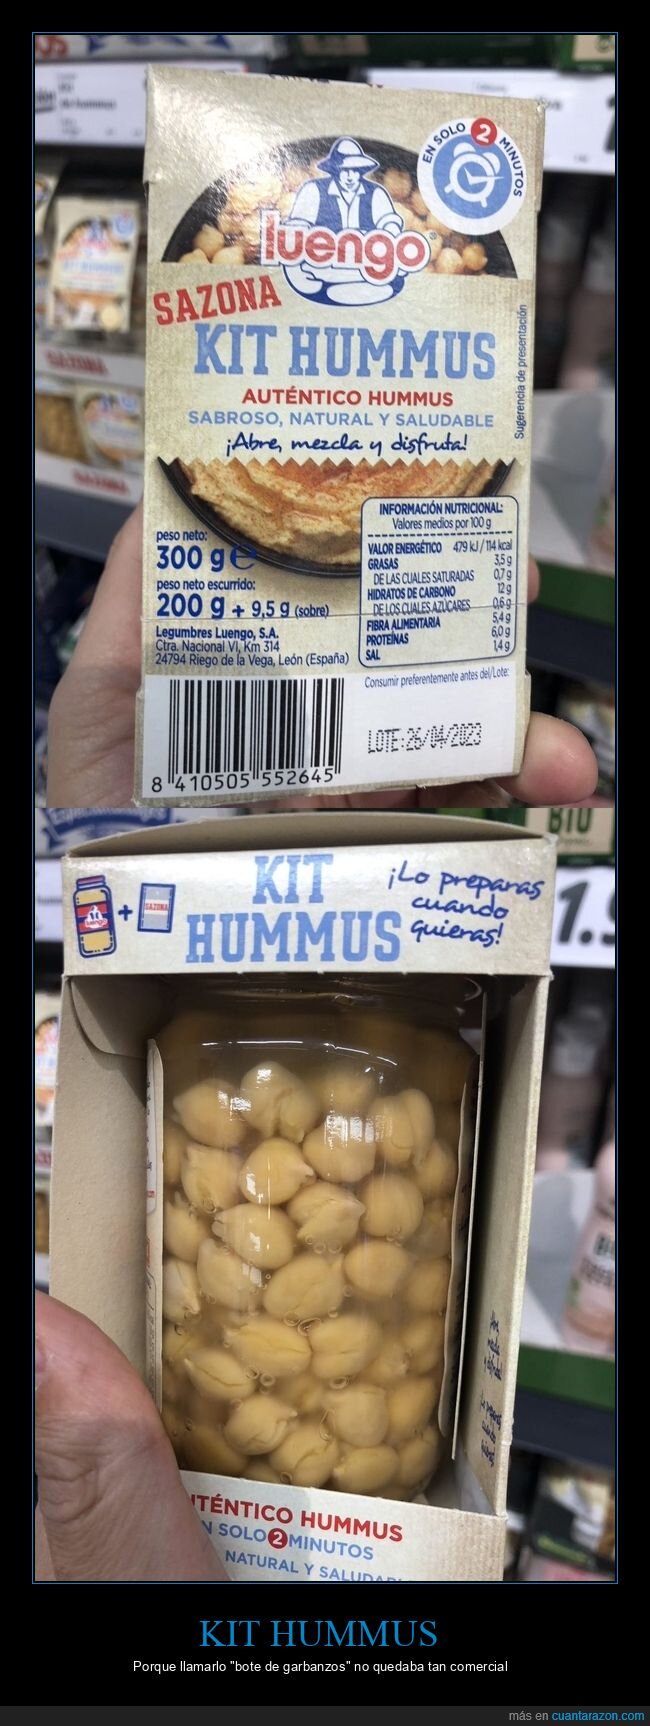 EN SOLO 2 MINUTOS
luengo
SAZONA
KIT HUMMUS
AUTÉNTICO HUMMUS
SABROSO, NATURAL Y SALUDABLE
¡Abre, mezcla y disfruta!
Sugerencia de presentación
peso neto:
300 g e
peso neto escurrido:
200 g + 9,5 g (sobre)
Legumbres Luengo, S.A.
Ctra. Nacional VI, Km 314
24794 Riego de la Vega, León (España)
INFORMACIÓN NUTRICIONAL:
Valores medios por 100 g
VALOR ENERGÉTICO 479 kJ / 114 kcal
GRASAS 3,5 g
DE LAS CUALES SATURADAS 0,7 g
HIDRATOS DE CARBONO 12 g
DE LOS CUALES AZÚCARES 0,6 g
FIBRA ALIMENTARIA 5,4 g
PROTEÍNAS 6,0 g
SAL 1,4 g
Consumir preferentemente antes del/Lote:
LOTE:26/04/2023
8 410505 552645
BIO
KIT
HUMMUS
¡Lo preparas
cuando
quieras!
luengo
+
SAZONA
1.
TÉNTICO HUMMUS
N SOLO 2 MINUTOS
NATURAL Y SALUDAB
KIT HUMMUS
Porque llamarlo "bote de garbanzos" no quedaba tan comercial
más en cuantarazon.com